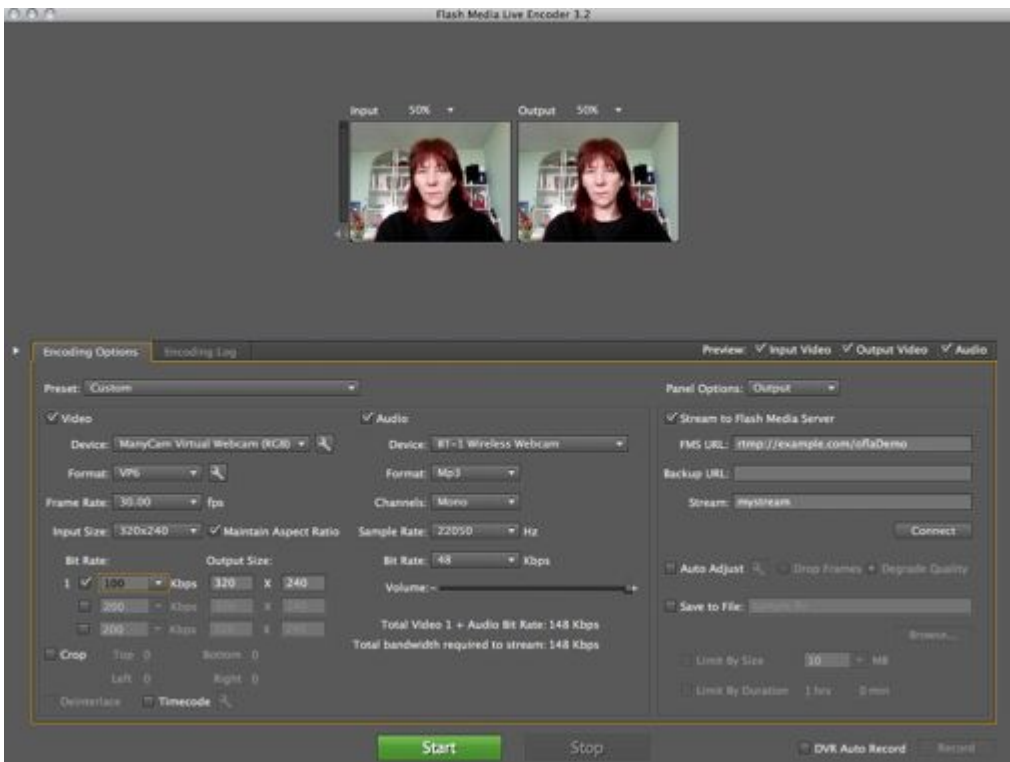 Flash Media Live Encoder 3.2
Input 50% Output 50%
Encoding Options Encoding Log Preview: Input Video Output Video Audio
Preset: Custom
Panel Options: Output
Video
Device: ManyCam Virtual Webcam (RGB)
Format: VP6
Frame Rate: 30.00 fps
Input Size: 320x240 Maintain Aspect Ratio
Bit Rate: Output Size:
1 100 Kbps 320 X 240
200 Kbps
200 Kbps
Crop Top 0 Bottom 0
Left 0 Right 0
Deinterlace Timecode
Audio
Device: BT-1 Wireless Webcam
Format: Mp3
Channels: Mono
Sample Rate: 22050 Hz
Bit Rate: 48 Kbps
Volume: - +
Total Video 1 + Audio Bit Rate: 148 Kbps
Total bandwidth required to stream: 148 Kbps
Stream to Flash Media Server
FMS URL: rtmp://example.com/oflaDemo
Backup URL:
Stream: mystream
Connect
Auto Adjust Drop Frames Degrade Quality
Save to File:
Browse...
Limit By Size 10 MB
Limit By Duration 1 hrs 0 min
Start Stop
DVR Auto Record Record